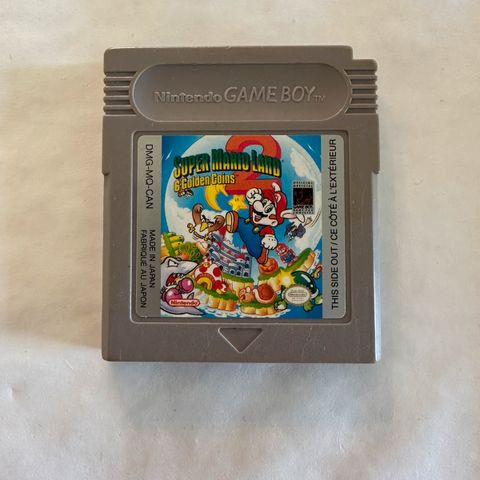 Nintendo GAME BOY™
DMG-MQ-CAN
MADE IN JAPAN
FABRIQUÉ AU JAPON
SUPER MARIO LAND
2
6 Golden Coins
Nintendo
THIS SIDE OUT / CE CÔTÉ À L'EXTÉRIEUR